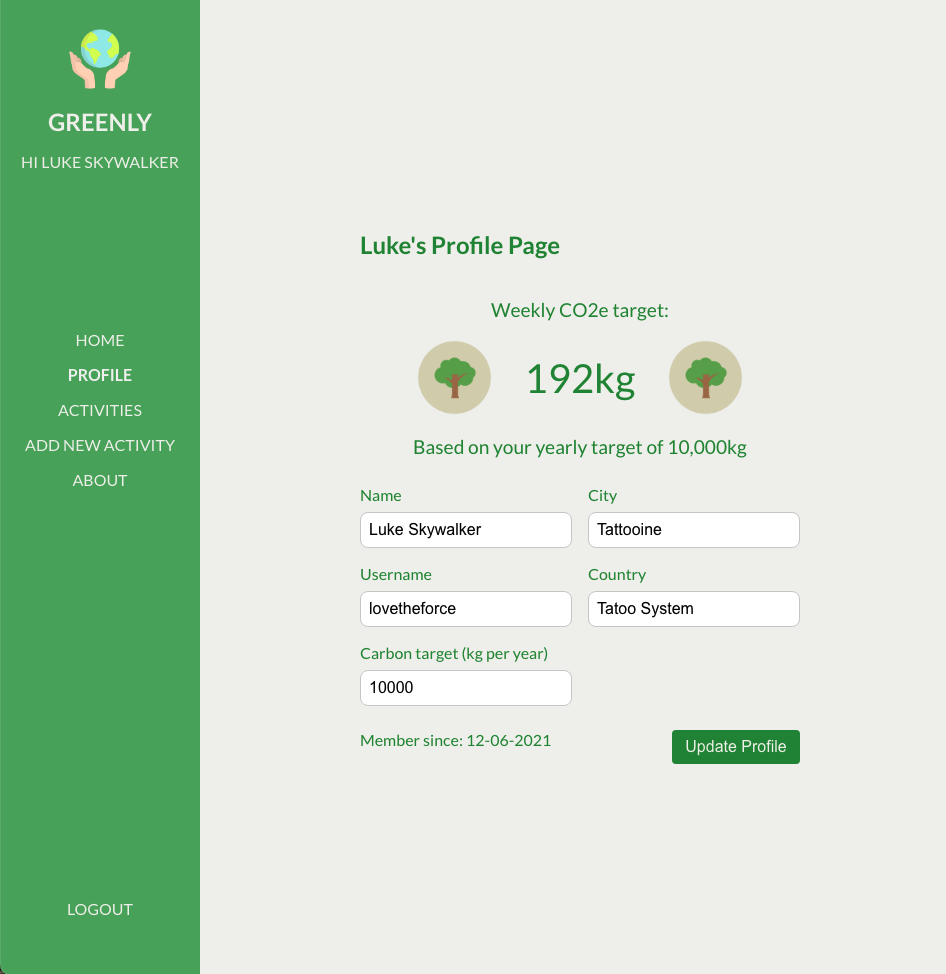 GREENLY
HI LUKE SKYWALKER
HOME
PROFILE
ACTIVITIES
ADD NEW ACTIVITY
ABOUT
LOGOUT
Luke's Profile Page
Weekly CO2e target:
192kg
Based on your yearly target of 10,000kg
Name
City
Luke Skywalker
Tattooine
Username
Country
lovetheforce
Tatoo System
Carbon target (kg per year)
10000
Member since: 12-06-2021
Update Profile